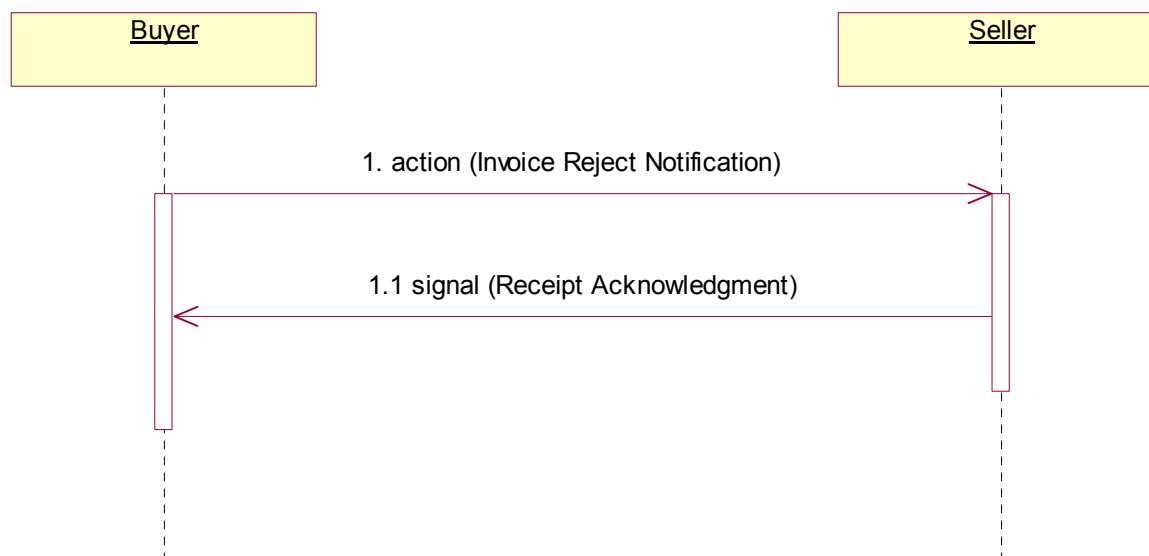 Buyer
Seller
1. action (Invoice Reject Notification)
1.1 signal (Receipt Acknowledgment)